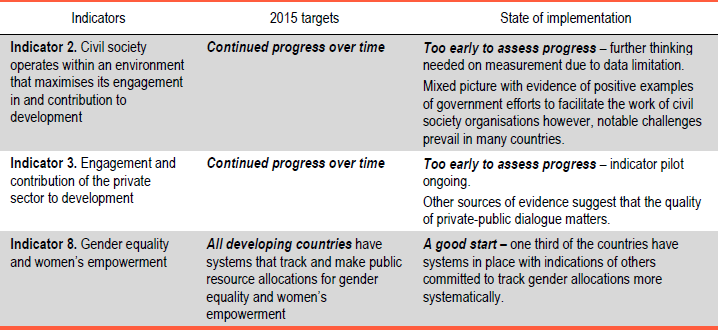 Indicators
2015 targets
State of implementation
Indicator 2. Civil society
operates within an environment
that maximises its engagement
in and contribution to
development
Continued progress over time
Too early to assess progress – further thinking
needed on measurement due to data limitation.
Mixed picture with evidence of positive examples
of government efforts to facilitate the work of civil
society organisations however, notable challenges
prevail in many countries.
Indicator 3. Engagement and
contribution of the private
sector to development
Continued progress over time
Too early to assess progress – indicator pilot
ongoing.
Other sources of evidence suggest that the quality
of private-public dialogue matters.
Indicator 8. Gender equality
and women's empowerment
All developing countries have
systems that track and make public
resource allocations for gender
equality and women's
empowerment
A good start – one third of the countries have
systems in place with indications of others
committed to track gender allocations more
systematically.